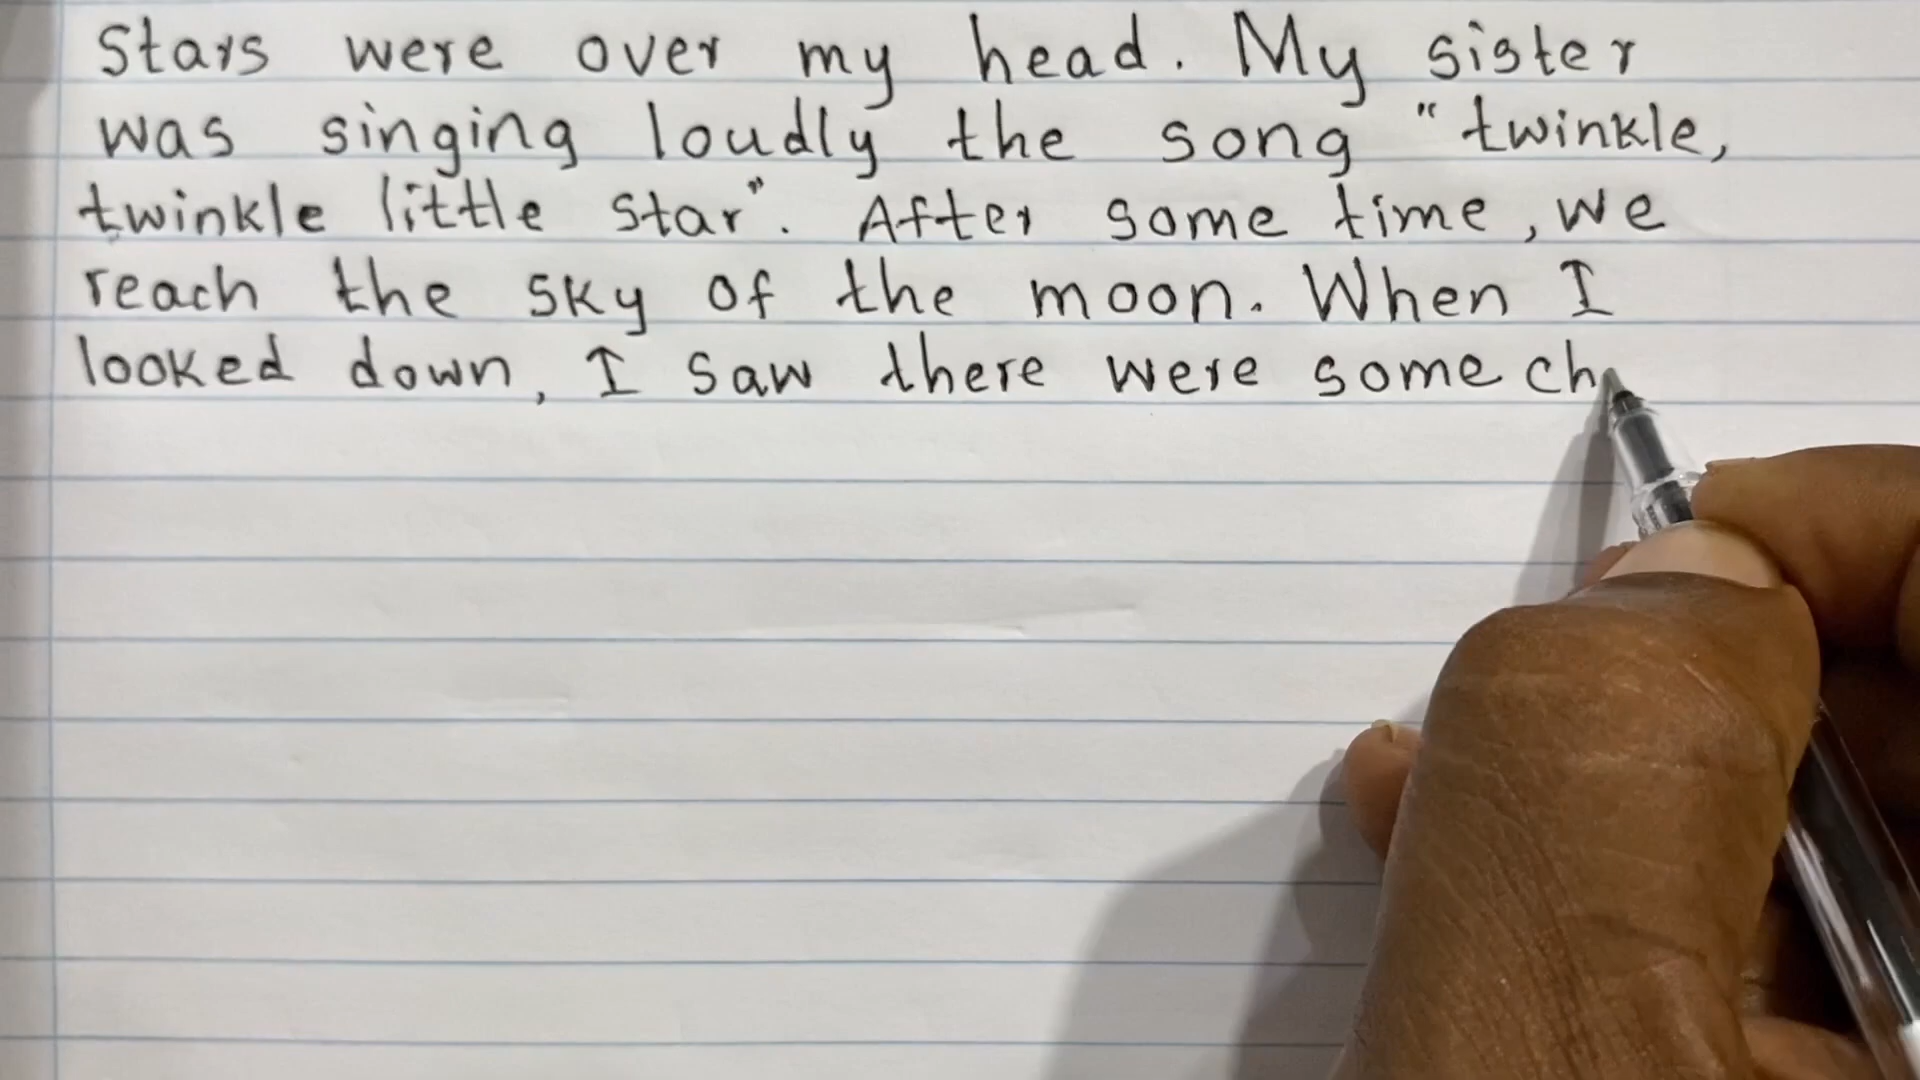 Stars were over my head. My sister
was singing loudly the song "twinkle,
twinkle little star". After some time, we
reach the sky of the moon. When I
looked down, I saw there were some ch